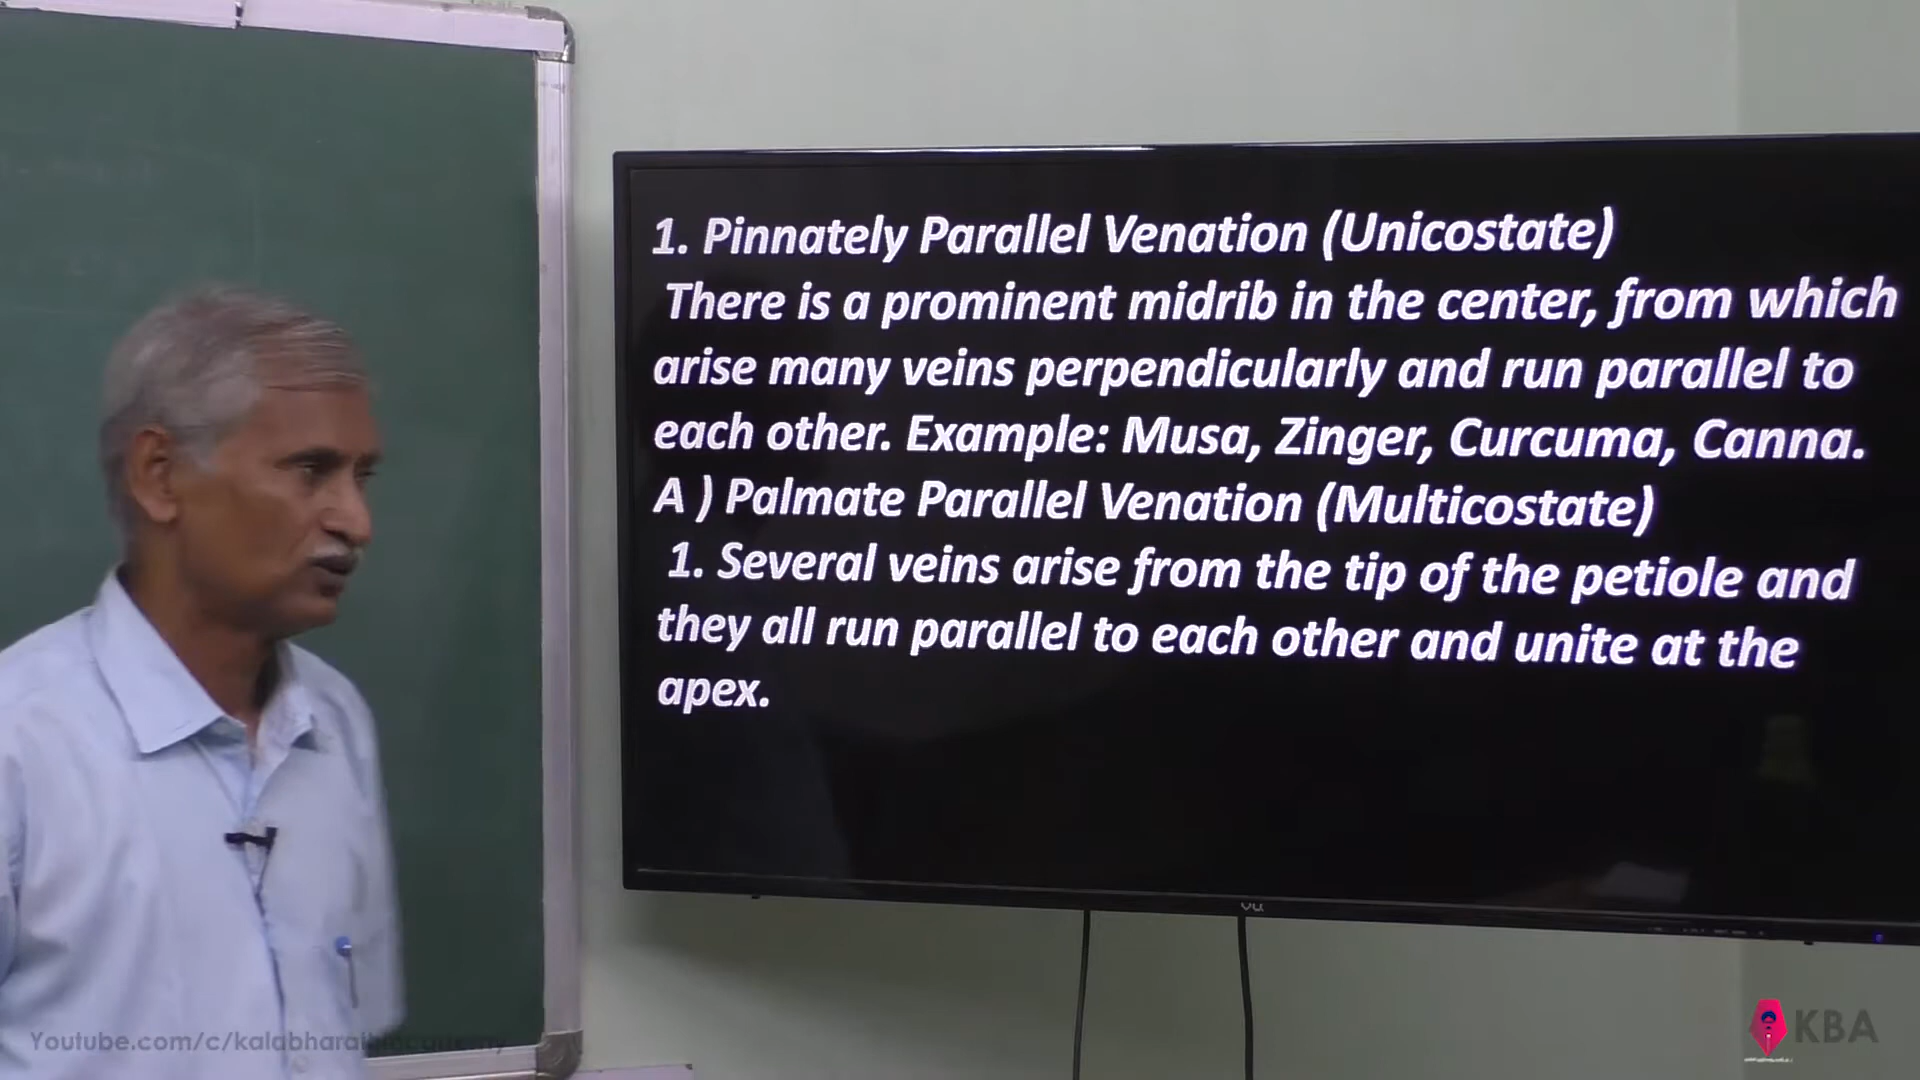 1. Pinnately Parallel Venation (Unicostate)
There is a prominent midrib in the center, from which
arise many veins perpendicularly and run parallel to
each other. Example: Musa, Zinger, Curcuma, Canna.
A ) Palmate Parallel Venation (Multicostate)
1. Several veins arise from the tip of the petiole and
they all run parallel to each other and unite at the
apex.
Vu
KBA